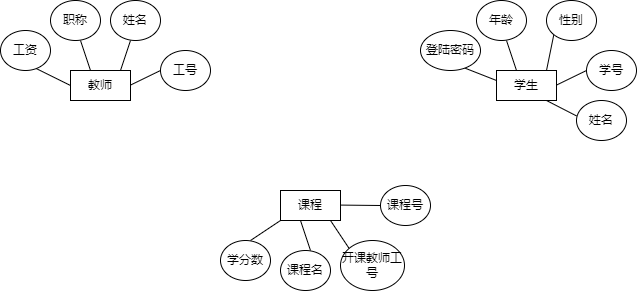 职称
姓名
年龄
性别
工资
登陆密码
工号
学号
教师
学生
姓名
课程
课程号
学分数
课程名
开课教师工
号